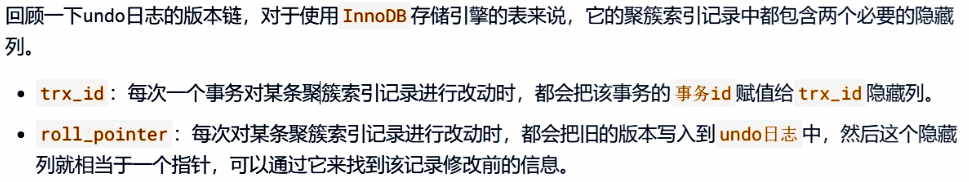 回顾一下undo日志的版本链，对于使用 InnoDB 存储引擎的表来说，它的聚簇索引记录中都包含两个必要的隐藏
列。
• trx_id：每次一个事务对某条聚簇索引记录进行改动时，都会把该事务的 事务id 赋值给 trx_id 隐藏列。
• roll_pointer：每次对某条聚簇索引记录进行改动时，都会把旧的版本写入到 undo日志 中，然后这个隐藏
列就相当于一个指针，可以通过它来找到该记录修改前的信息。